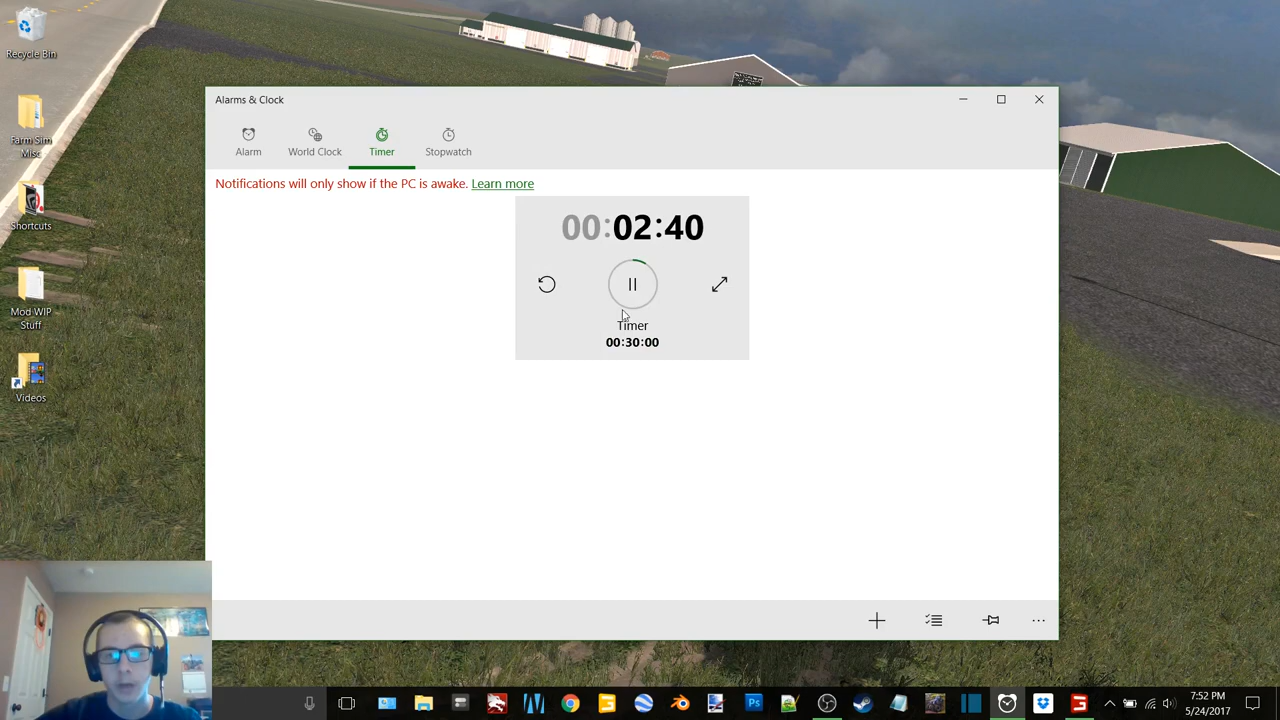 Recycle Bin
Farm Sim
Misc
Shortcuts
Mod WIP
Stuff
Videos
Alarms & Clock
Alarm
World Clock
Timer
Stopwatch
Notifications will only show if the PC is awake. Learn more
00:02:40
Timer
00:30:00
7:52 PM
5/24/2017